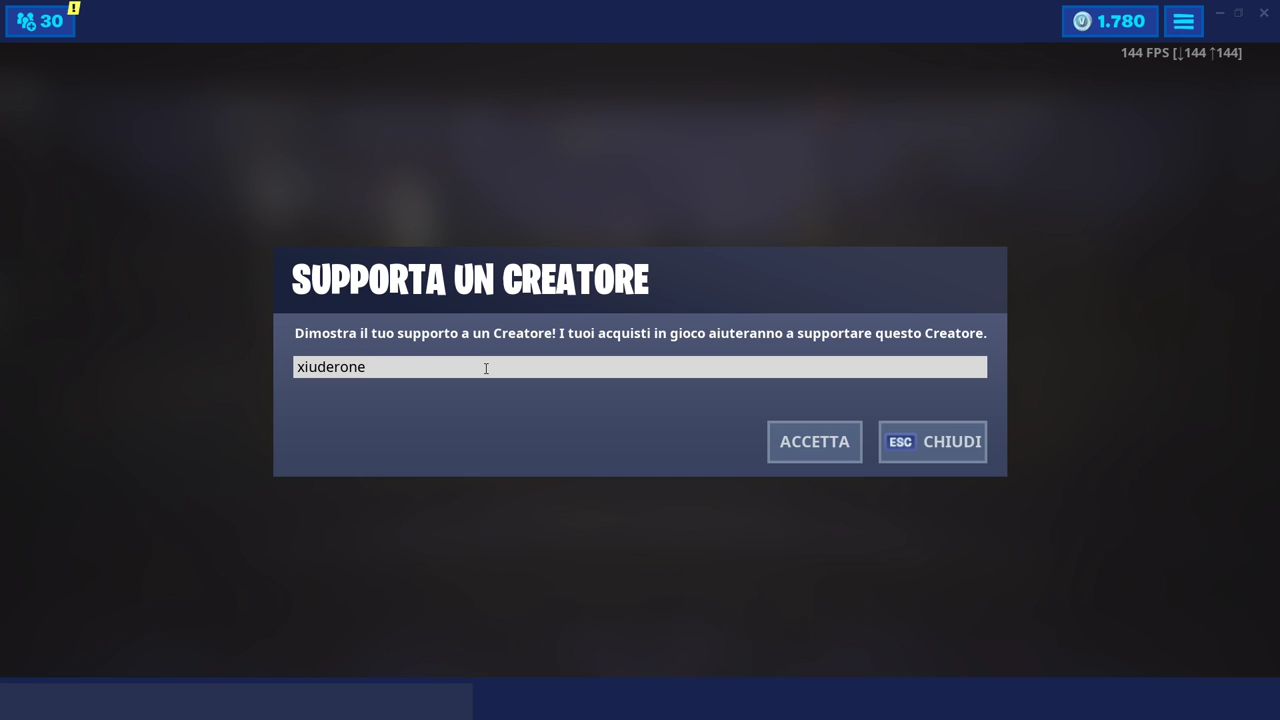 30
!
1.780
144 FPS [↓144 ↑144]
SUPPORTA UN CREATORE
Dimostra il tuo supporto a un Creatore! I tuoi acquisti in gioco aiuteranno a supportare questo Creatore.
xiuderone
ACCETTA
ESC CHIUDI